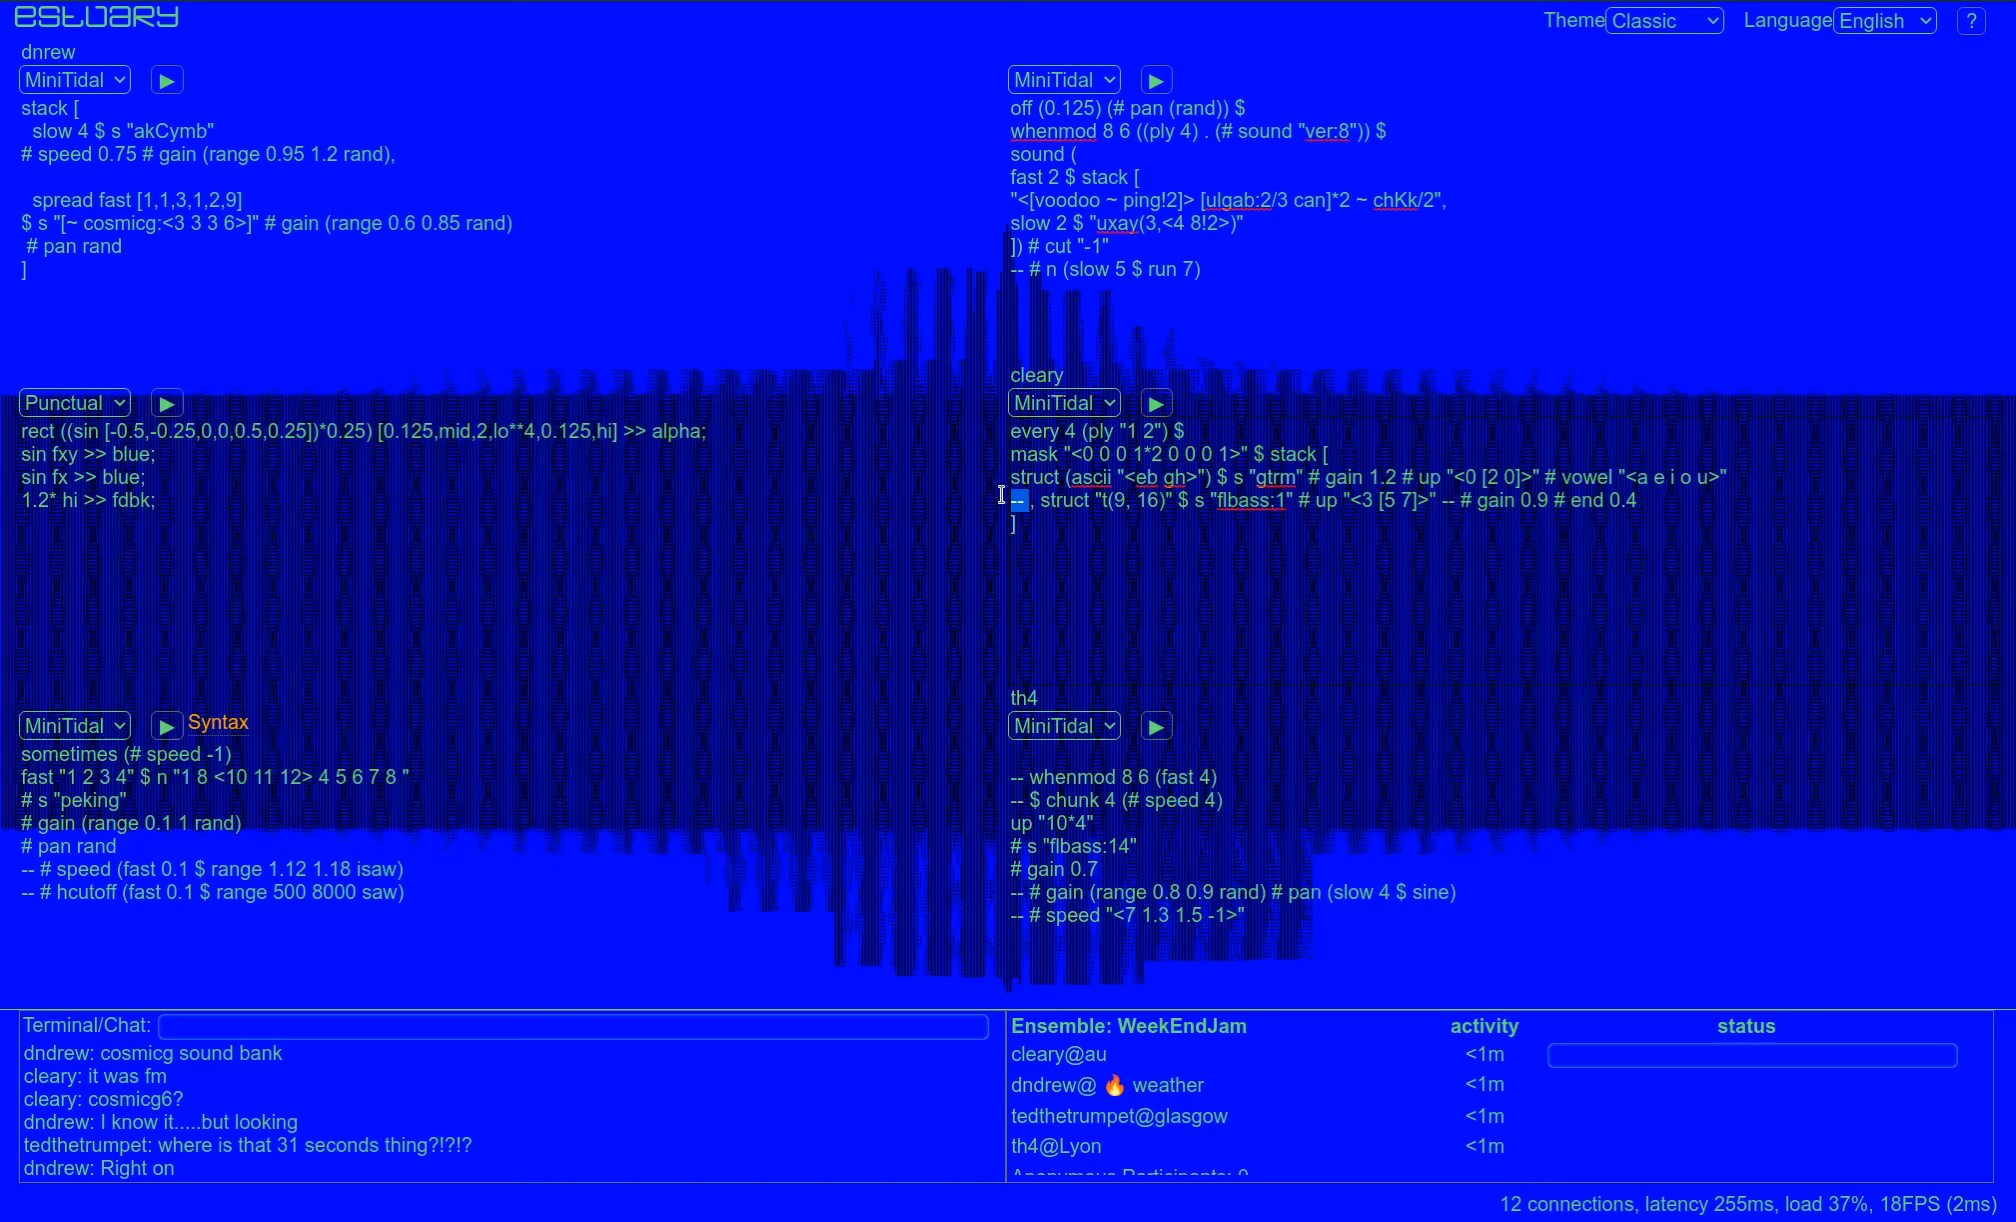 estuary
Theme Classic Language English ?
dnrew
MiniTidal ▶
stack [
slow 4 $ s "akCymb"
# speed 0.75 # gain (range 0.95 1.2 rand),
spread fast [1,1,3,1,2,9]
$ s "[~ cosmicg:<3 3 3 6>]" # gain (range 0.6 0.85 rand)
# pan rand
]
MiniTidal ▶
off (0.125) (# pan (rand)) $
whenmod 8 6 ((ply 4) . (# sound "ver:8")) $
sound (
fast 2 $ stack [
"<[voodoo ~ ping!2]> [ulgab:2/3 can]*2 ~ chKk/2",
slow 2 $ "uxay(3,<4 8!2>)"
]) # cut "-1"
-- # n (slow 5 $ run 7)
Punctual ▶
rect ((sin [-0.5,-0.25,0,0,0.5,0.25])*0.25) [0.125,mid,2,lo**4,0.125,hi] >> alpha;
sin fxy >> blue;
sin fx >> blue;
1.2* hi >> fdbk;
cleary
MiniTidal ▶
every 4 (ply "1 2") $
mask "<0 0 0 1*2 0 0 0 1>" $ stack [
struct (ascii "<eb gh>") $ s "gtrm" # gain 1.2 # up "<0 [2 0]>" # vowel "<a e i o u>"
-- , struct "t(9, 16)" $ s "flbass:1" # up "<3 [5 7]>" -- # gain 0.9 # end 0.4
]
MiniTidal ▶ Syntax
sometimes (# speed -1)
fast "1 2 3 4" $ n "1 8 <10 11 12> 4 5 6 7 8 "
# s "peking"
# gain (range 0.1 1 rand)
# pan rand
-- # speed (fast 0.1 $ range 1.12 1.18 isaw)
-- # hcutoff (fast 0.1 $ range 500 8000 saw)
th4
MiniTidal ▶
-- whenmod 8 6 (fast 4)
-- $ chunk 4 (# speed 4)
up "10*4"
# s "flbass:14"
# gain 0.7
-- # gain (range 0.8 0.9 rand) # pan (slow 4 $ sine)
-- # speed "<7 1.3 1.5 -1>"
Terminal/Chat:
dndrew: cosmicg sound bank
cleary: it was fm
cleary: cosmicg6?
dndrew: I know it.....but looking
tedthetrumpet: where is that 31 seconds thing?!?!?
dndrew: Right on
Ensemble: WeekEndJam activity status
cleary@au <1m
dndrew@ 🔥 weather <1m
tedthetrumpet@glasgow <1m
th4@Lyon <1m
Anonymous Participants: 0
12 connections, latency 255ms, load 37%, 18FPS (2ms)